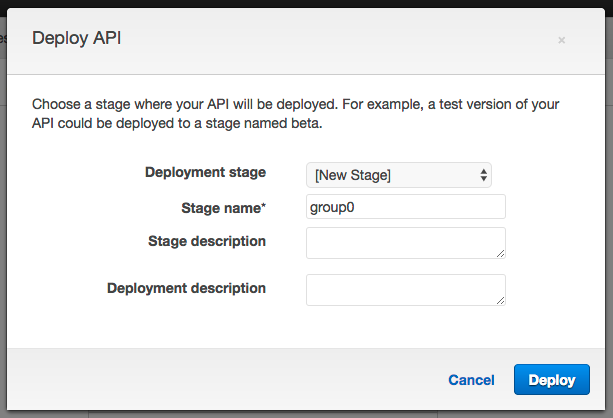 Deploy API
×
Choose a stage where your API will be deployed. For example, a test version of your
API could be deployed to a stage named beta.
Deployment stage [New Stage]
Stage name* group0
Stage description
Deployment description
Cancel Deploy